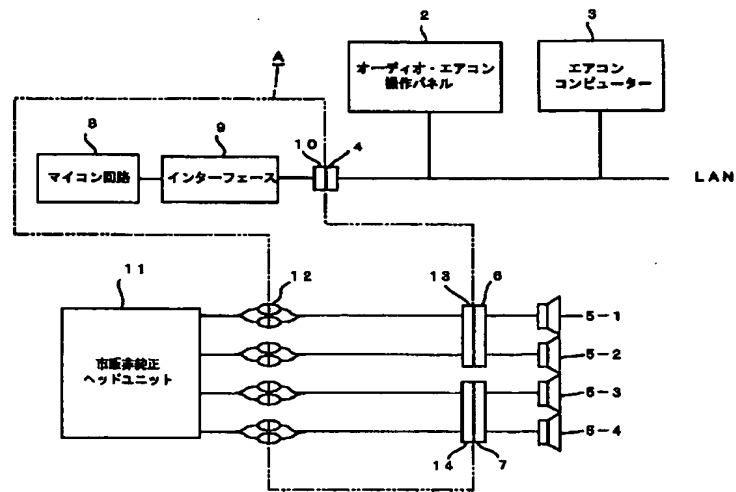 2
3
A
オーディオ・エアコン
操作パネル
エアコン
コンピューター
8
9
10 4
マイコン回路
インターフェース
LAN
11
12
13 6
市販非純正
ヘッドユニット
5-1
5-2
5-3
5-4
14 7